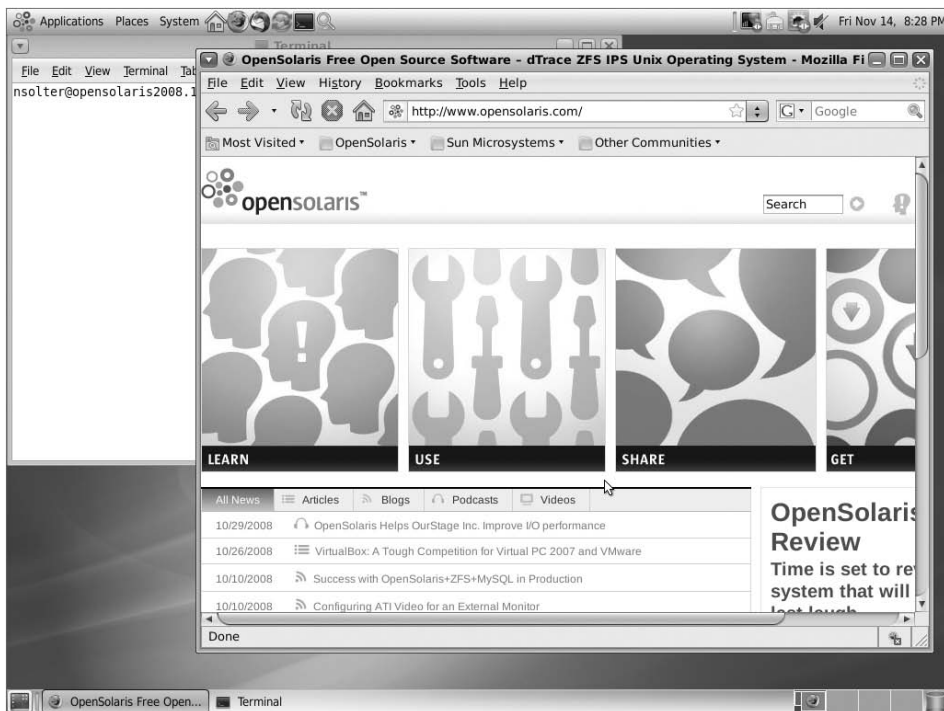 Applications Places System
Fri Nov 14, 8:28 PM
Terminal
File Edit View Terminal Tab
nsolter@opensolaris2008.1
OpenSolaris Free Open Source Software – dTrace ZFS IPS Unix Operating System - Mozilla Fi
File Edit View History Bookmarks Tools Help
http://www.opensolaris.com/
G Google
Most Visited OpenSolaris Sun Microsystems Other Communities
opensolaris™
Search
LEARN USE SHARE GET
All News Articles Blogs Podcasts Videos
10/29/2008 OpenSolaris Helps OurStage Inc. Improve I/O performance
10/26/2008 VirtualBox: A Tough Competition for Virtual PC 2007 and VMware
10/10/2008 Success with OpenSolaris+ZFS+MySQL in Production
10/10/2008 Configuring ATI Video for an External Monitor
OpenSolaris
Review
Time is set to re
system that will
last laugh
Done
OpenSolaris Free Open... Terminal